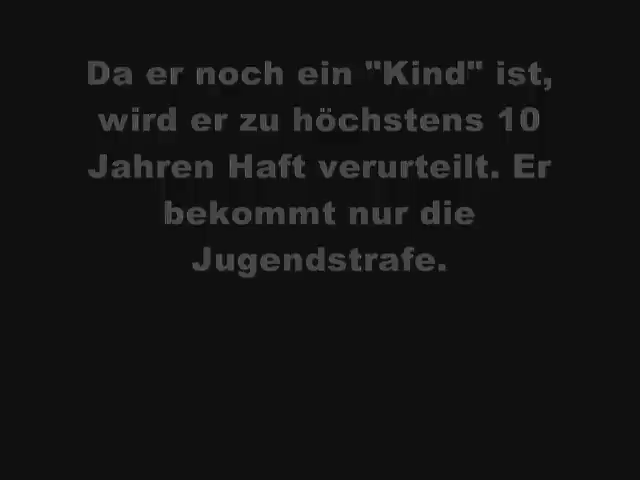 Da er noch ein "Kind" ist,
wird er zu höchstens 10
Jahren Haft verurteilt. Er
bekommt nur die
Jugendstrafe.